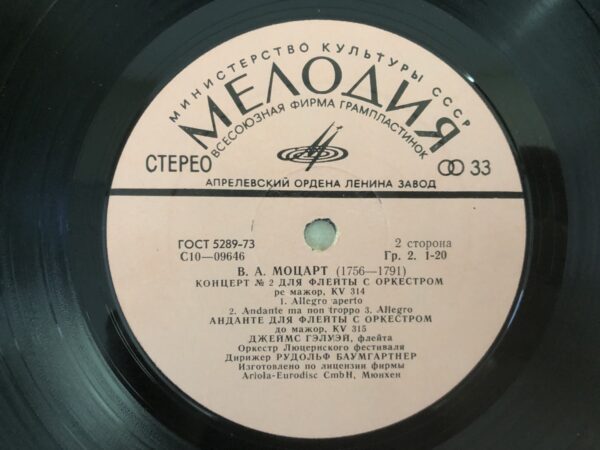 МИНИСТЕРСТВО КУЛЬТУРЫ СССР
МЕЛОДИЯ
ВСЕСОЮЗНАЯ ФИРМА ГРАМПЛАСТИНОК
СТЕРЕО 33
АПРЕЛЕВСКИЙ ОРДЕНА ЛЕНИНА ЗАВОД
ГОСТ 5289-73 2 сторона
С10—09646 Гр. 2. 1-20
В. А. МОЦАРТ (1756—1791)
КОНЦЕРТ № 2 ДЛЯ ФЛЕЙТЫ С ОРКЕСТРОМ
ре мажор, KV 314
1. Allegro aperto
2. Andante ma non troppo 3. Allegro
АНДАНТЕ ДЛЯ ФЛЕЙТЫ С ОРКЕСТРОМ
до мажор, KV 315
ДЖЕЙМС ГЭЛУЭЙ, флейта
Оркестр Люцернского фестиваля
Дирижер РУДОЛЬФ БАУМГАРТНЕР
Изготовлено по лицензии фирмы
Ariola-Eurodisc CmbH, Мюнхен